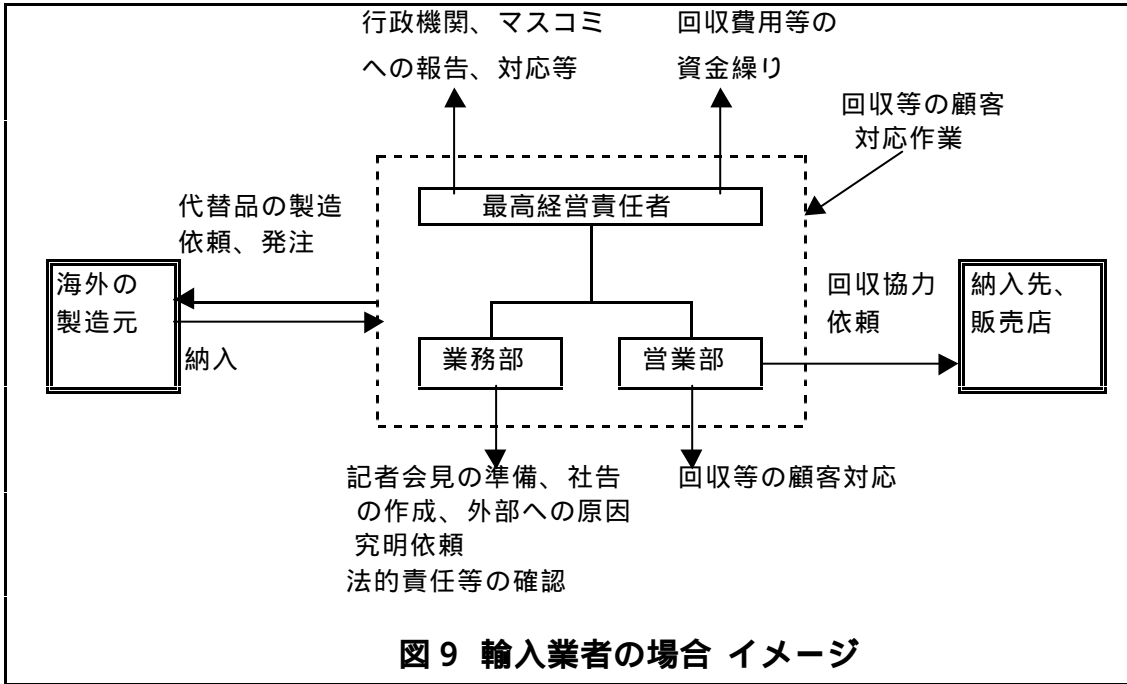 行政機関、マスコミ
への報告、対応等
回収費用等の
資金繰り
回収等の顧客
対応作業
最高経営責任者
代替品の製造
依頼、発注
海外の
製造元
納入
業務部
営業部
回収協力
依頼
納入先、
販売店
記者会見の準備、社告
の作成、外部への原因
究明依頼
法的責任等の確認
回収等の顧客対応
図9 輸入業者の場合 イメージ